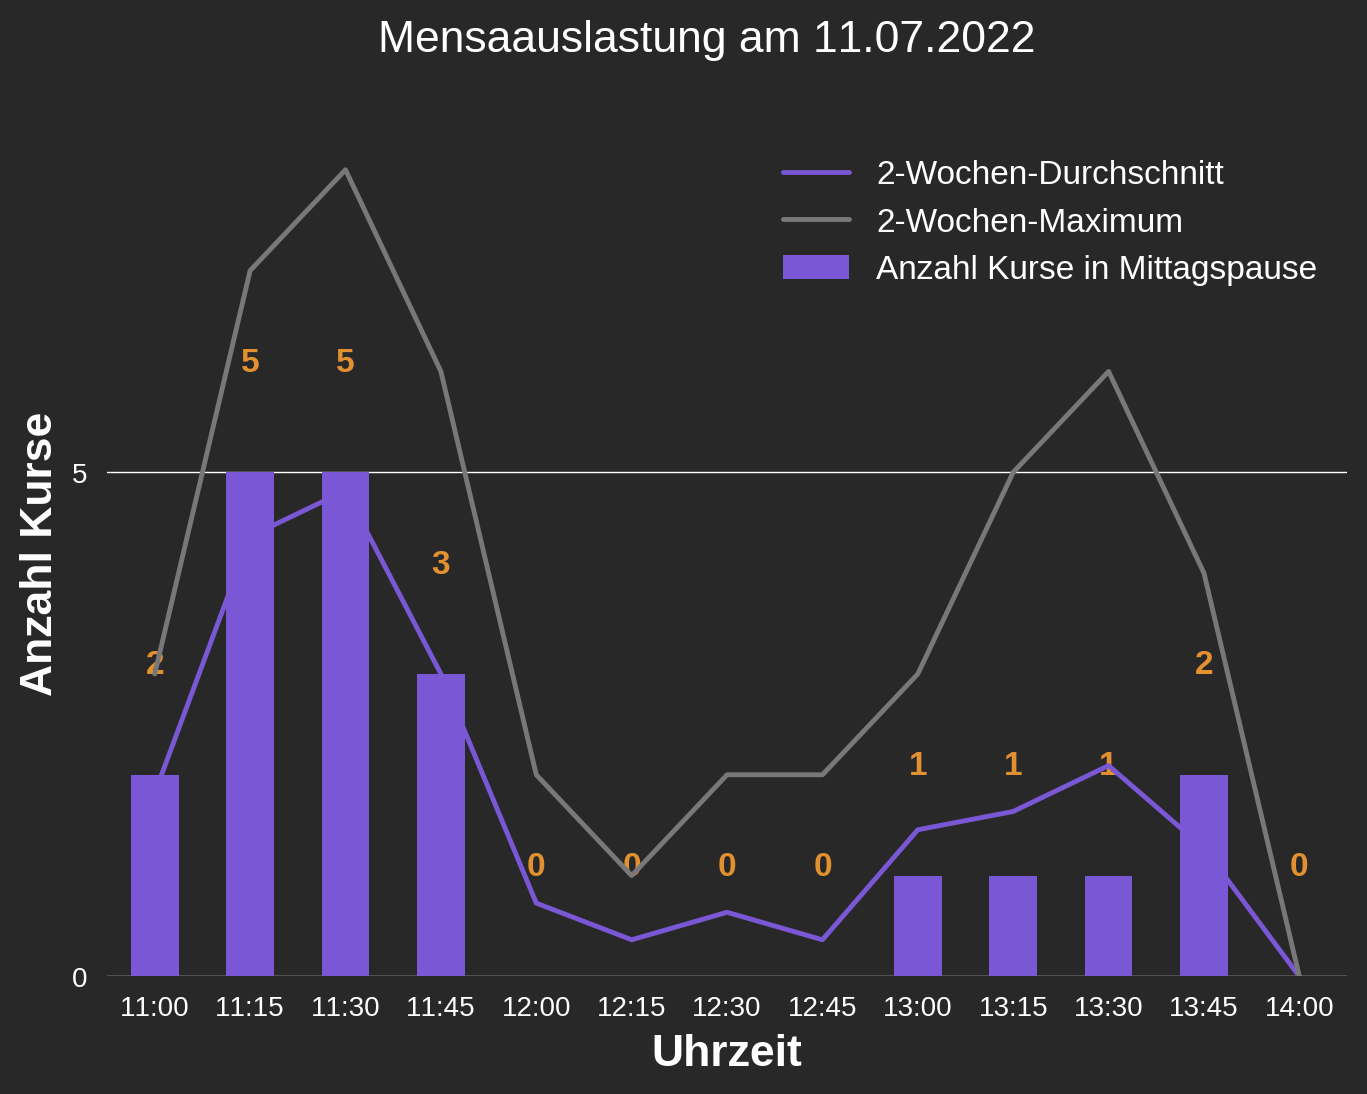 Mensaauslastung am 11.07.2022
2-Wochen-Durchschnitt
2-Wochen-Maximum
Anzahl Kurse in Mittagspause
5 5
Anzahl Kurse
5
3
2 2
1 1 1
0 0 0 0 0
0
11:00 11:15 11:30 11:45 12:00 12:15 12:30 12:45 13:00 13:15 13:30 13:45 14:00
Uhrzeit